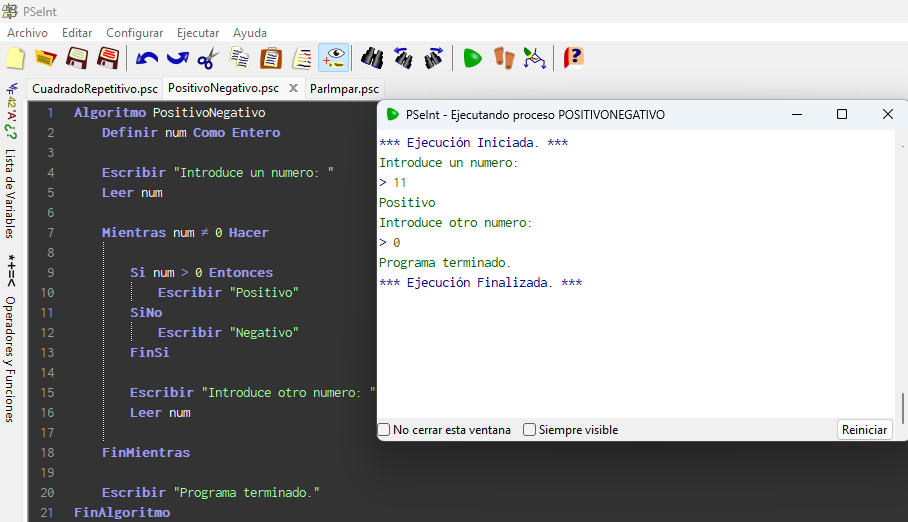 PSeInt
Archivo Editar Configurar Ejecutar Ayuda
CuadradoRepetitivo.psc PositivoNegativo.psc X ParImpar.psc
42 'A' ¿?
Lista de Variables
*+=<
Operadores y Funciones
1 Algoritmo PositivoNegativo
2 Definir num Como Entero
3
4 Escribir "Introduce un numero: "
5 Leer num
6
7 Mientras num ≠ 0 Hacer
8
9 Si num > 0 Entonces
10 Escribir "Positivo"
11 SiNo
12 Escribir "Negativo"
13 FinSi
14
15 Escribir "Introduce otro numero: "
16 Leer num
17
18 FinMientras
19
20 Escribir "Programa terminado."
21 FinAlgoritmo
PSeInt - Ejecutando proceso POSITIVONEGATIVO
*** Ejecución Iniciada. ***
Introduce un numero:
> 11
Positivo
Introduce otro numero:
> 0
Programa terminado.
*** Ejecución Finalizada. ***
No cerrar esta ventana Siempre visible Reiniciar